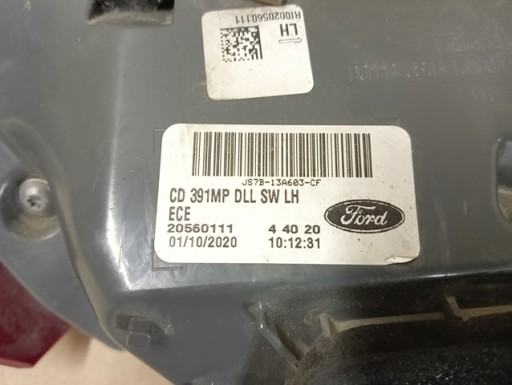 R10020560111
LH
JS7B-13A603-CF
CD 391MP DLL SW LH
ECE
20560111 4 40 20
01/10/2020 10:12:31
Ford